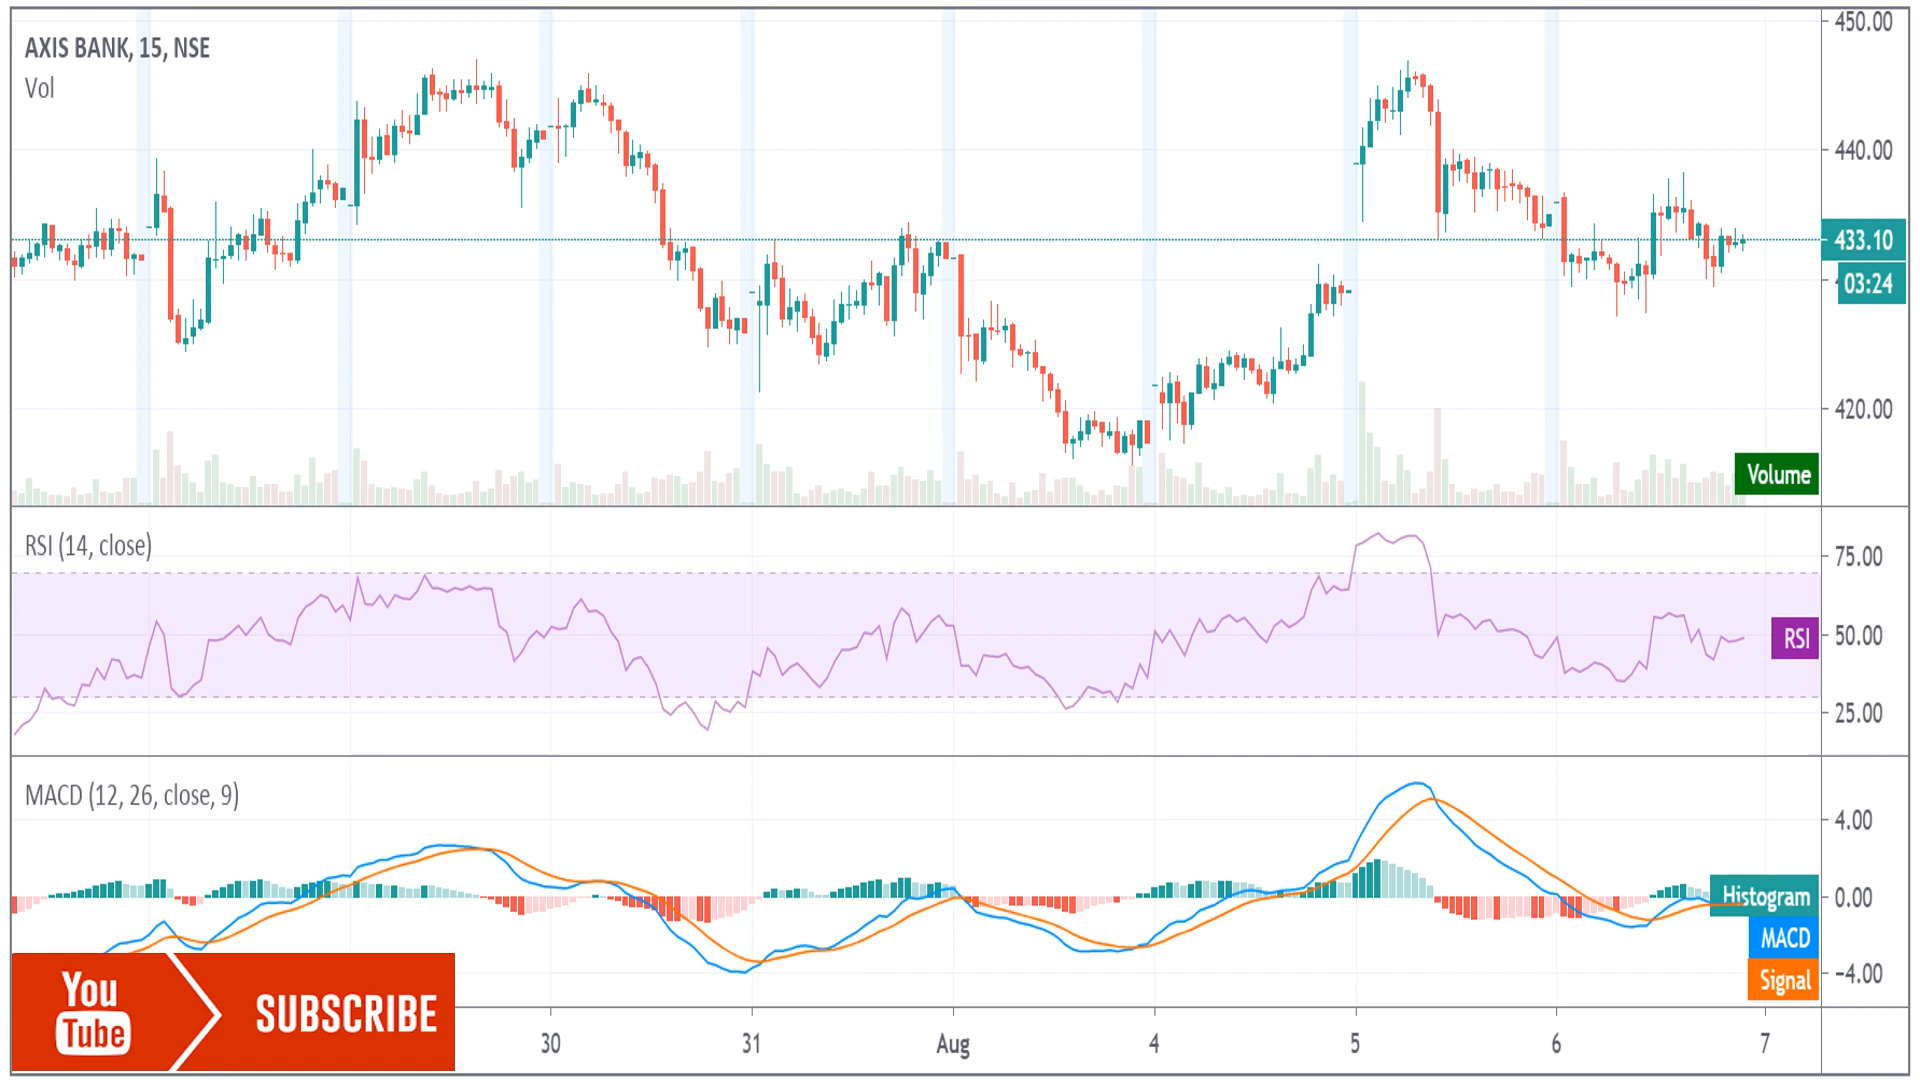 AXIS BANK, 15, NSE
Vol
450.00
440.00
433.10
03:24
420.00
Volume
RSI (14, close)
75.00
RSI
50.00
25.00
MACD (12, 26, close, 9)
4.00
Histogram
0.00
MACD
Signal
−4.00
You
Tube
SUBSCRIBE
30
31
Aug
4
5
6
7